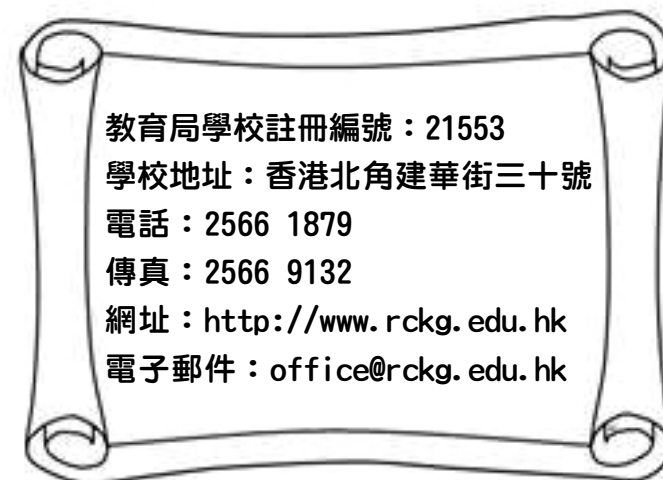 教育局學校註冊編號：21553
學校地址：香港北角建華街三十號
電話：2566 1879
傳真：2566 9132
網址：http://www.rckg.edu.hk
電子郵件：office@rckg.edu.hk